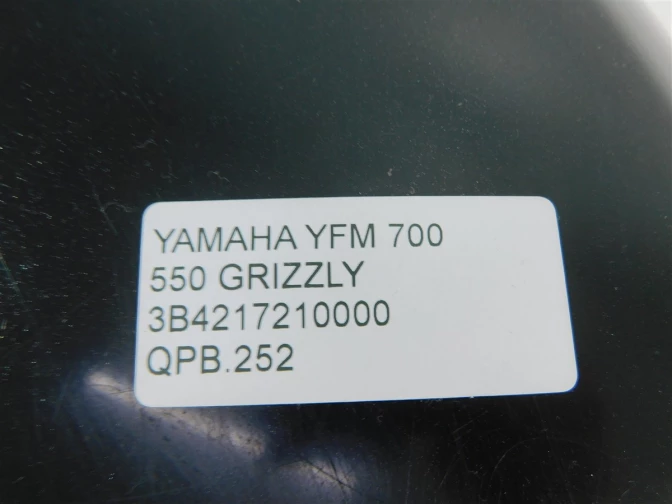 YAMAHA YFM 700
550 GRIZZLY
3B4217210000
QPB.252